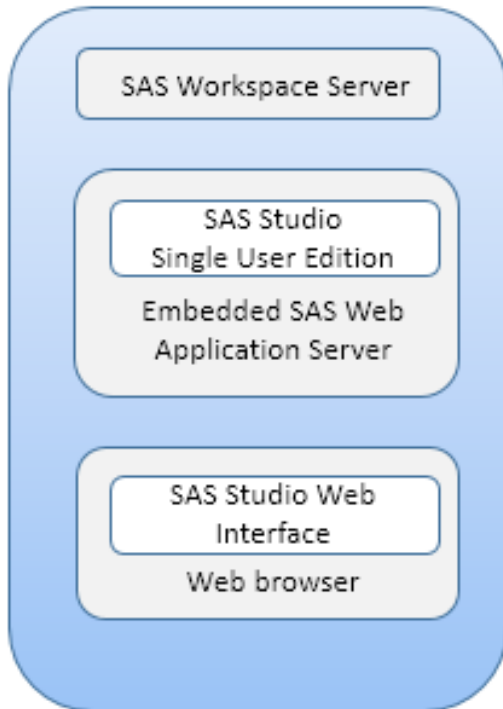 SAS Workspace Server
SAS Studio
Single User Edition
Embedded SAS Web
Application Server
SAS Studio Web
Interface
Web browser